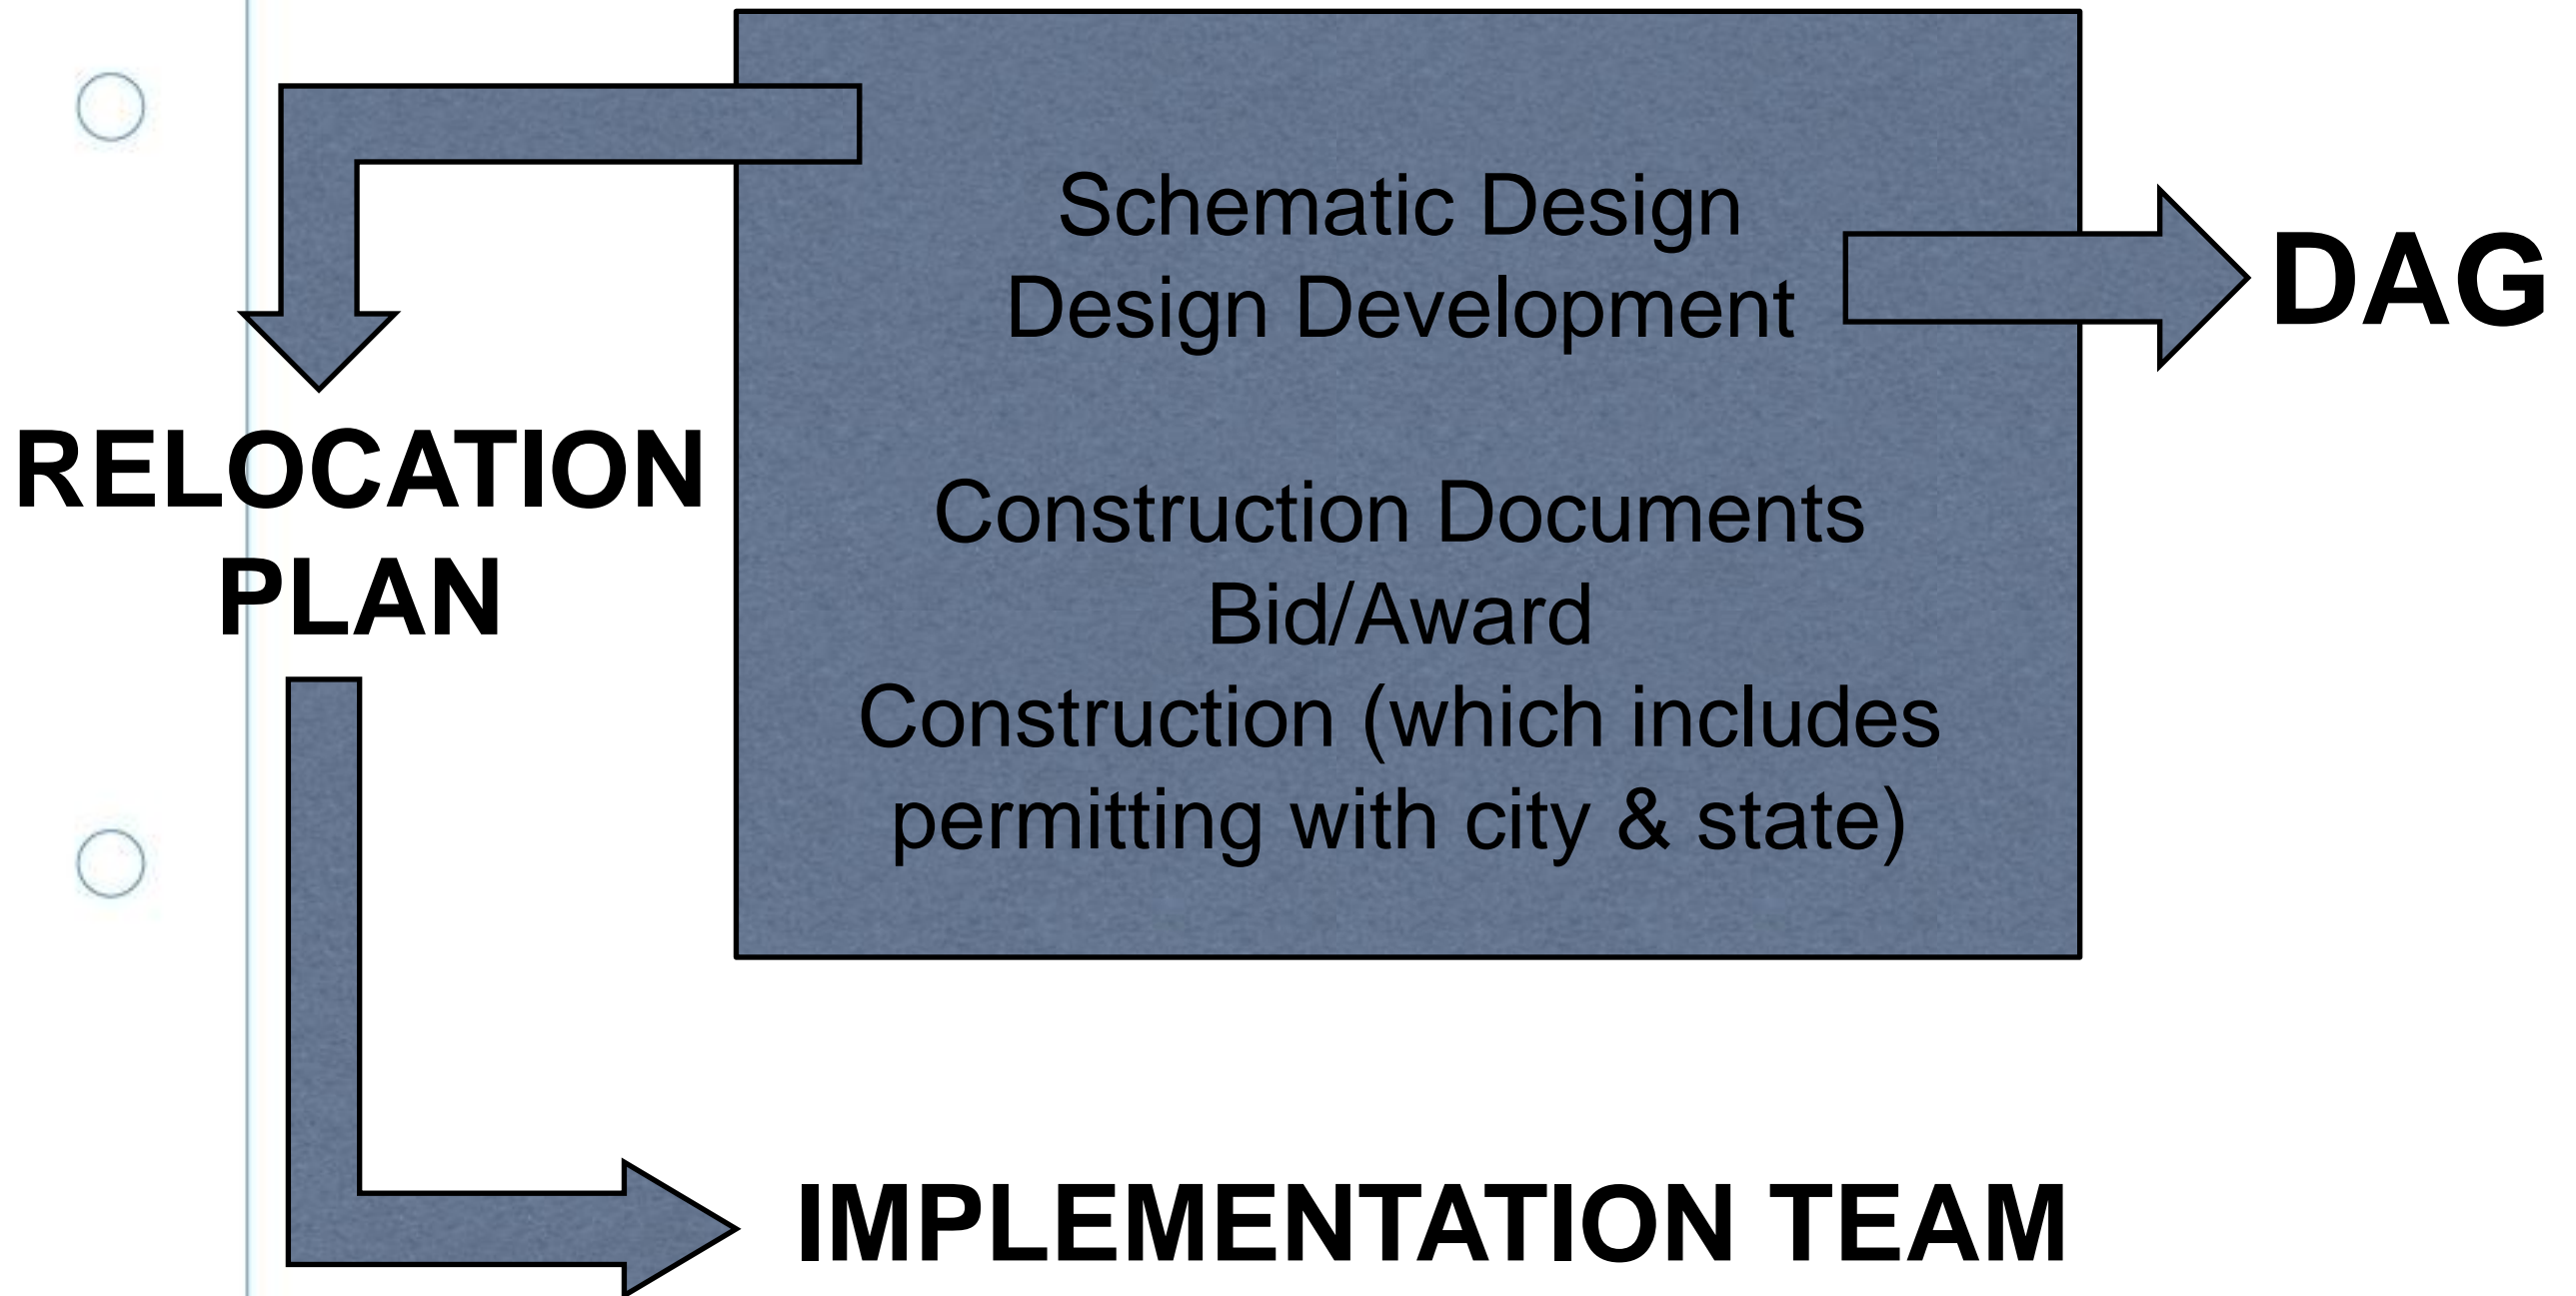 Schematic Design
Design Development
DAG
RELOCATION
PLAN
Construction Documents
Bid/Award
Construction (which includes
permitting with city & state)
IMPLEMENTATION TEAM